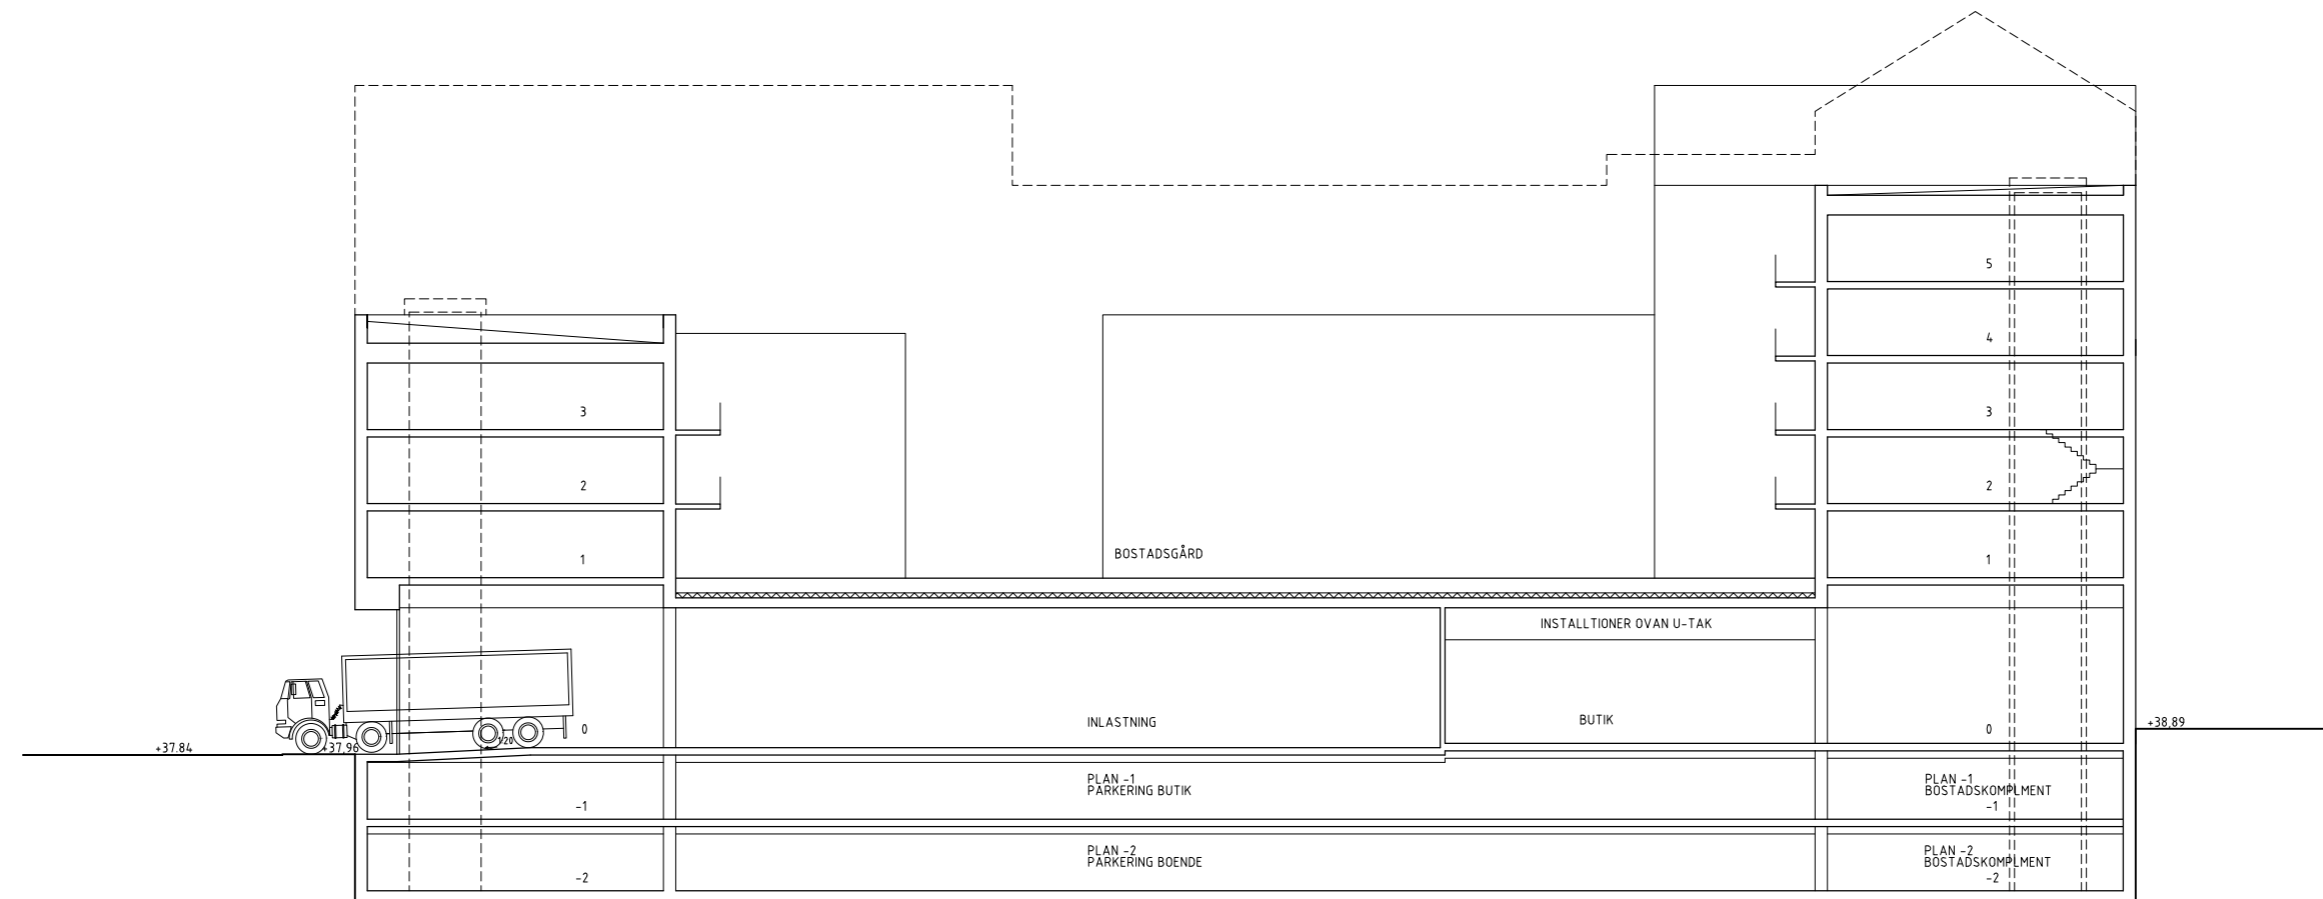 5
4
3
3
2
2
BOSTADSGÅRD
1
1
INSTALLTIONER OVAN U-TAK
INLASTNING
BUTIK
0
0
+38,89
+37.84
+37,96
1:20
PLAN -1
PARKERING BUTIK
-1
PLAN -1
BOSTADSKOMPLMENT
-1
PLAN -2
PARKERING BOENDE
-2
PLAN -2
BOSTADSKOMPLMENT
-2